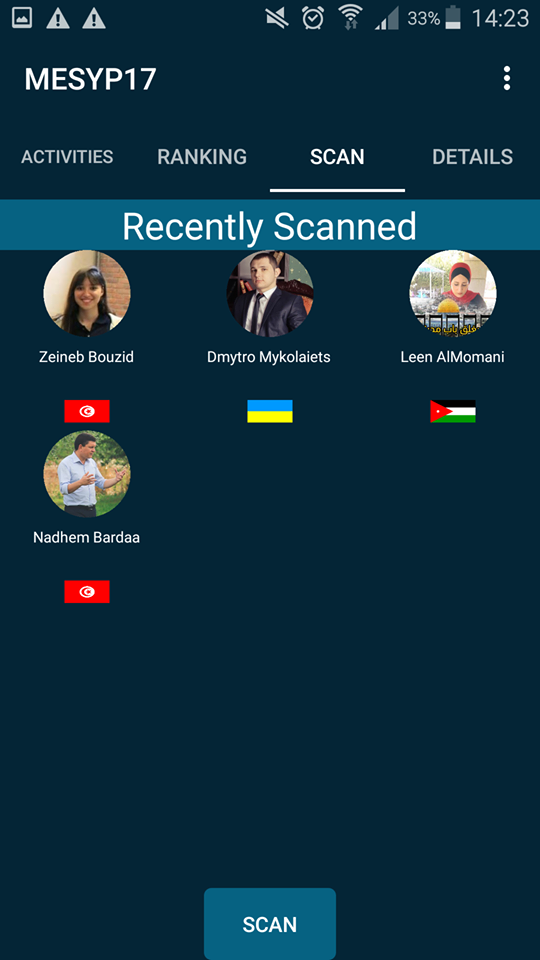 33% 14:23
MESYP17
ACTIVITIES RANKING SCAN DETAILS
Recently Scanned
Zeineb Bouzid Dmytro Mykolaiets Leen AlMomani
Nadhem Bardaa
SCAN